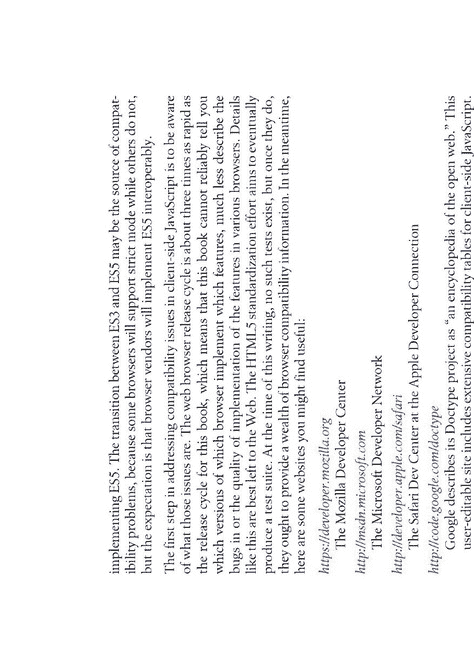 implementing ES5. The transition between ES3 and ES5 may be the source of compat-
ibility problems, because some browsers will support strict mode while others do not,
but the expectation is that browser vendors will implement ES5 interoperably.
The first step in addressing compatibility issues in client-side JavaScript is to be aware
of what those issues are. The web browser release cycle is about three times as rapid as
the release cycle for this book, which means that this book cannot reliably tell you
which versions of which browser implement which features, much less describe the
bugs in or the quality of implementation of the features in various browsers. Details
like this are best left to the Web. The HTML5 standardization effort aims to eventually
produce a test suite. At the time of this writing, no such tests exist, but once they do,
they ought to provide a wealth of browser compatibility information. In the meantime,
here are some websites you might find useful:
https://developer.mozilla.org
The Mozilla Developer Center
http://msdn.microsoft.com
The Microsoft Developer Network
http://developer.apple.com/safari
The Safari Dev Center at the Apple Developer Connection
http://code.google.com/doctype
Google describes its Doctype project as “an encyclopedia of the open web.” This
user-editable site includes extensive compatibility tables for client-side JavaScript.